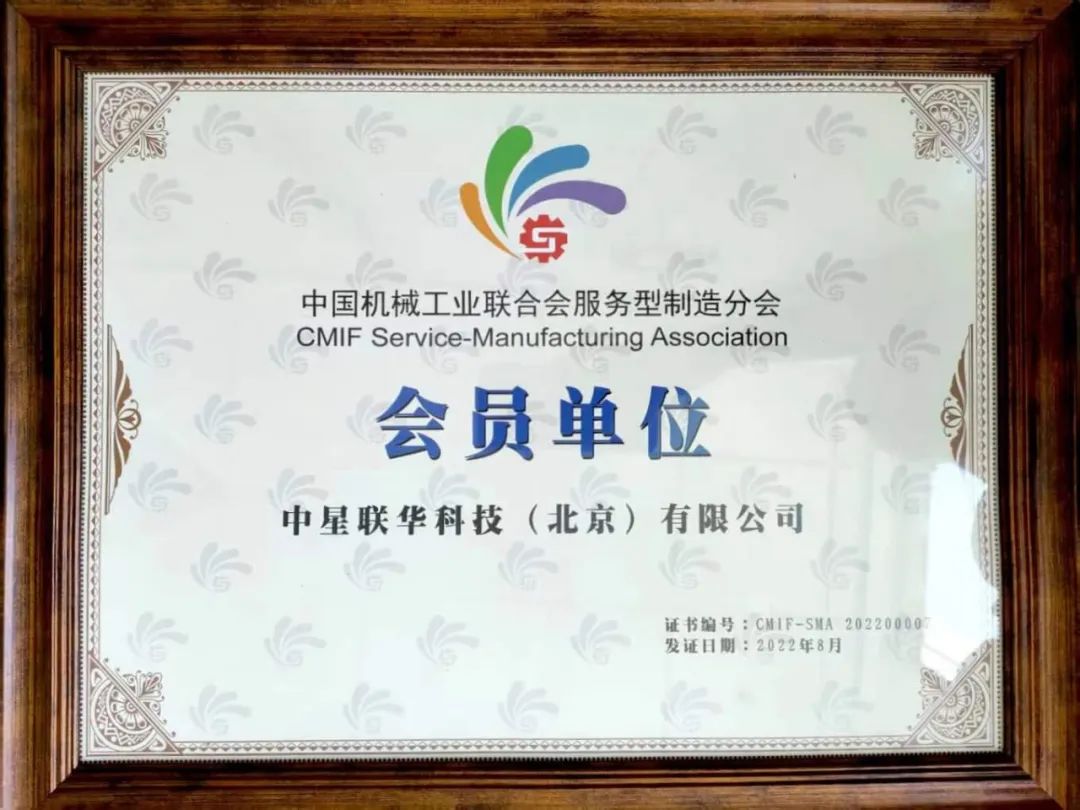 中国机械工业联合会服务型制造分会
CMIF Service-Manufacturing Association
会员单位
中星联华科技（北京）有限公司
证书编号：CMIF-SMA 202200007
发证日期：2022年8月